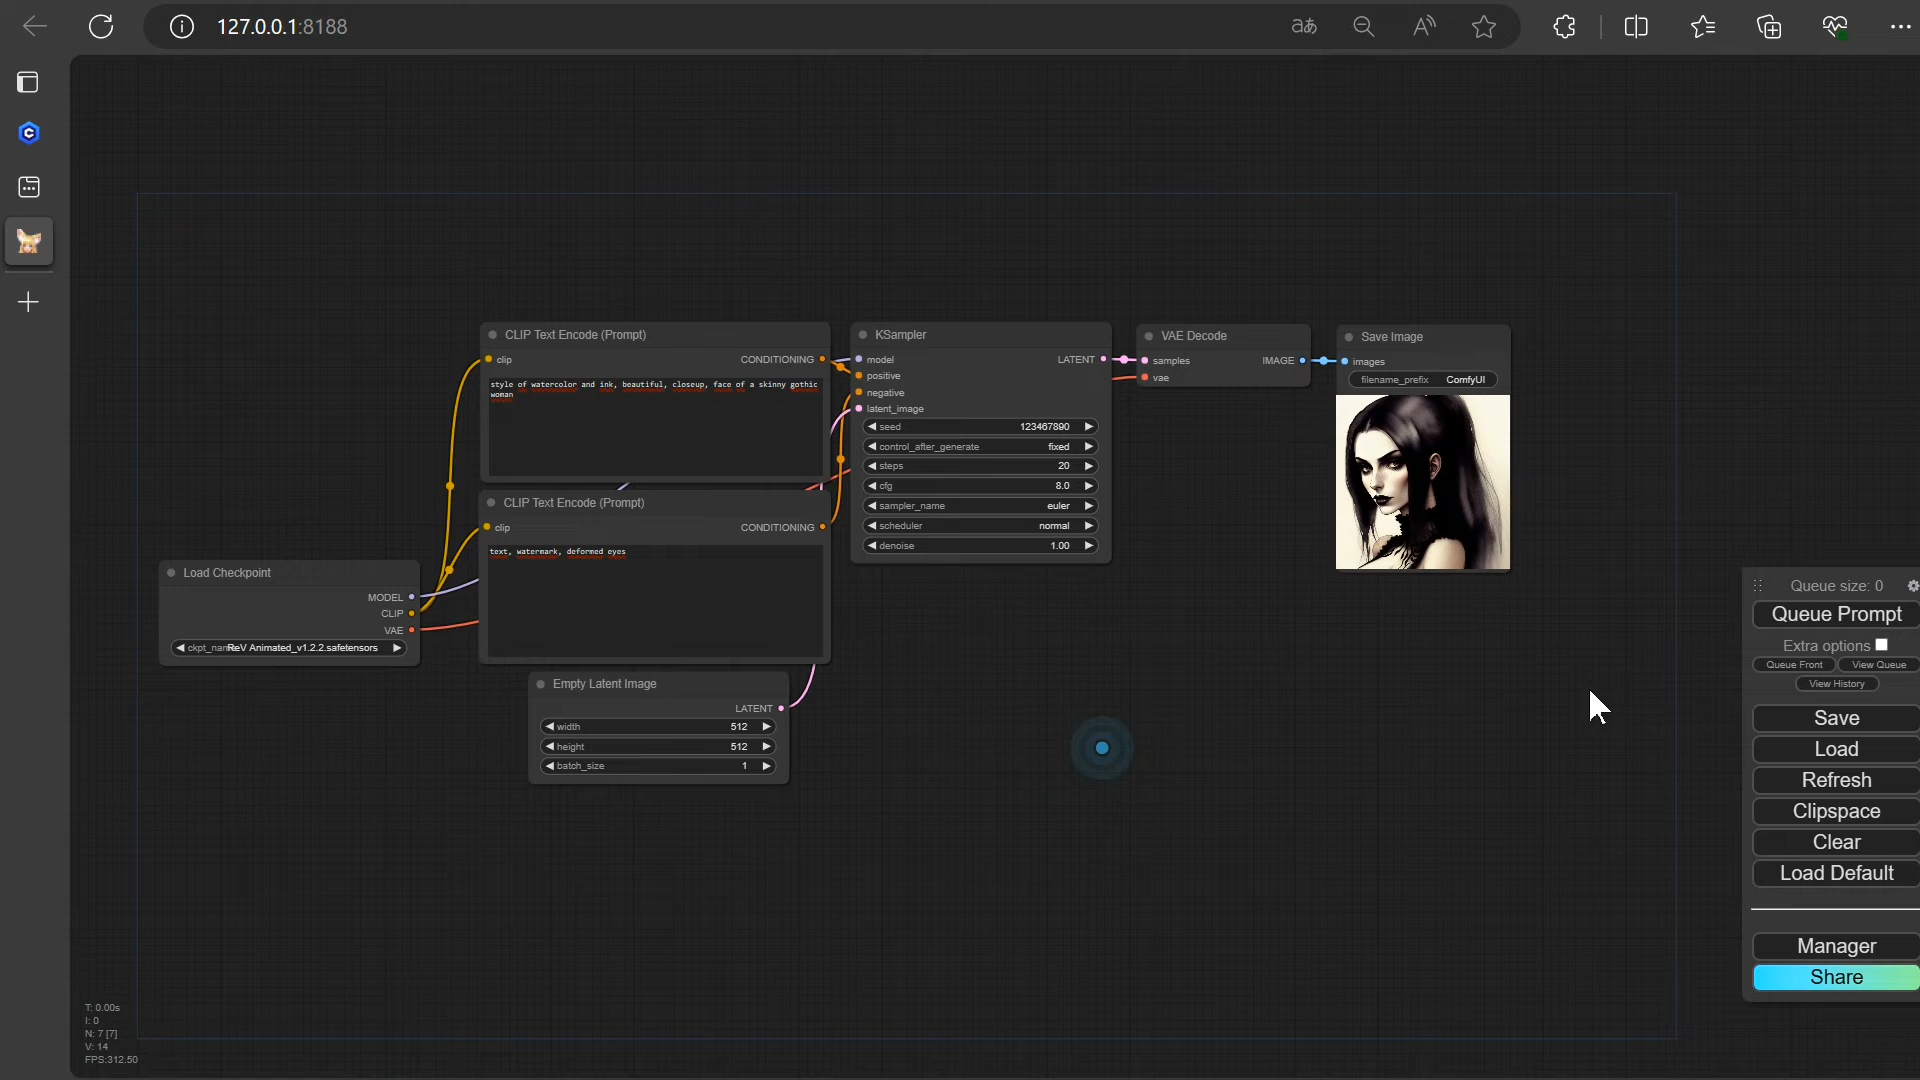 127.0.0.1:8188
aあ
CLIP Text Encode (Prompt)
clip
CONDITIONING
style of watercolor and ink, beautiful, closeup, face of a skinny gothic
woman
CLIP Text Encode (Prompt)
clip
CONDITIONING
text, watermark, deformed eyes
Load Checkpoint
MODEL
CLIP
VAE
ReV Animated_v1.2.2.safetensors
Empty Latent Image
LATENT
width 512
height 512
batch_size 1
KSampler
model
LATENT
positive
negative
latent_image
seed 123467890
control_after_generate fixed
steps 20
cfg 8.0
sampler_name euler
scheduler normal
denoise 1.00
VAE Decode
samples
IMAGE
vae
Save Image
images
filename_prefix ComfyUI
Queue size: 0
Queue Prompt
Extra options
Queue Front
View Queue
View History
Save
Load
Refresh
Clipspace
Clear
Load Default
Manager
Share
T: 0.00s
I: 0
N: 7 [7]
V: 14
FPS:312.50